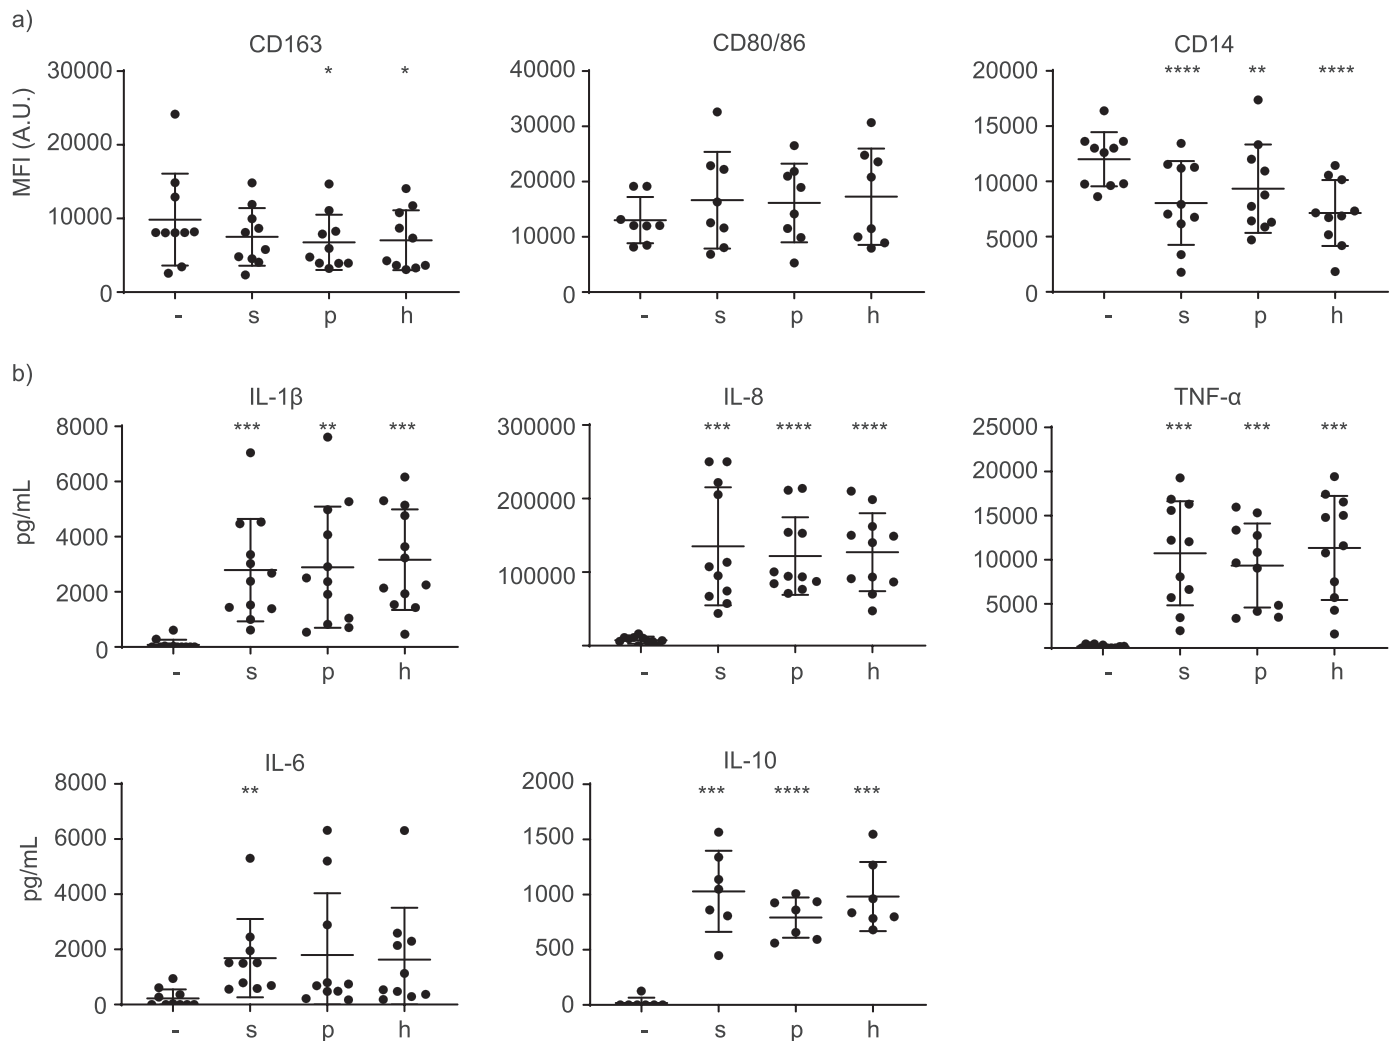 a)
CD163 CD80/86 CD14
MFI (A.U.)
30000 * *
20000
10000
0
- s p h
40000
30000
20000
10000
0
- s p h
20000 **** ** ****
15000
10000
5000
0
- s p h
b)
IL-1β IL-8 TNF-α
pg/mL
8000 *** ** ***
6000
4000
2000
0
- s p h
300000 *** **** ****
200000
100000
- s p h
25000 *** *** ***
20000
15000
10000
5000
- s p h
IL-6 IL-10
pg/mL
8000 **
6000
4000
2000
0
- s p h
2000 *** **** ***
1500
1000
500
0
- s p h